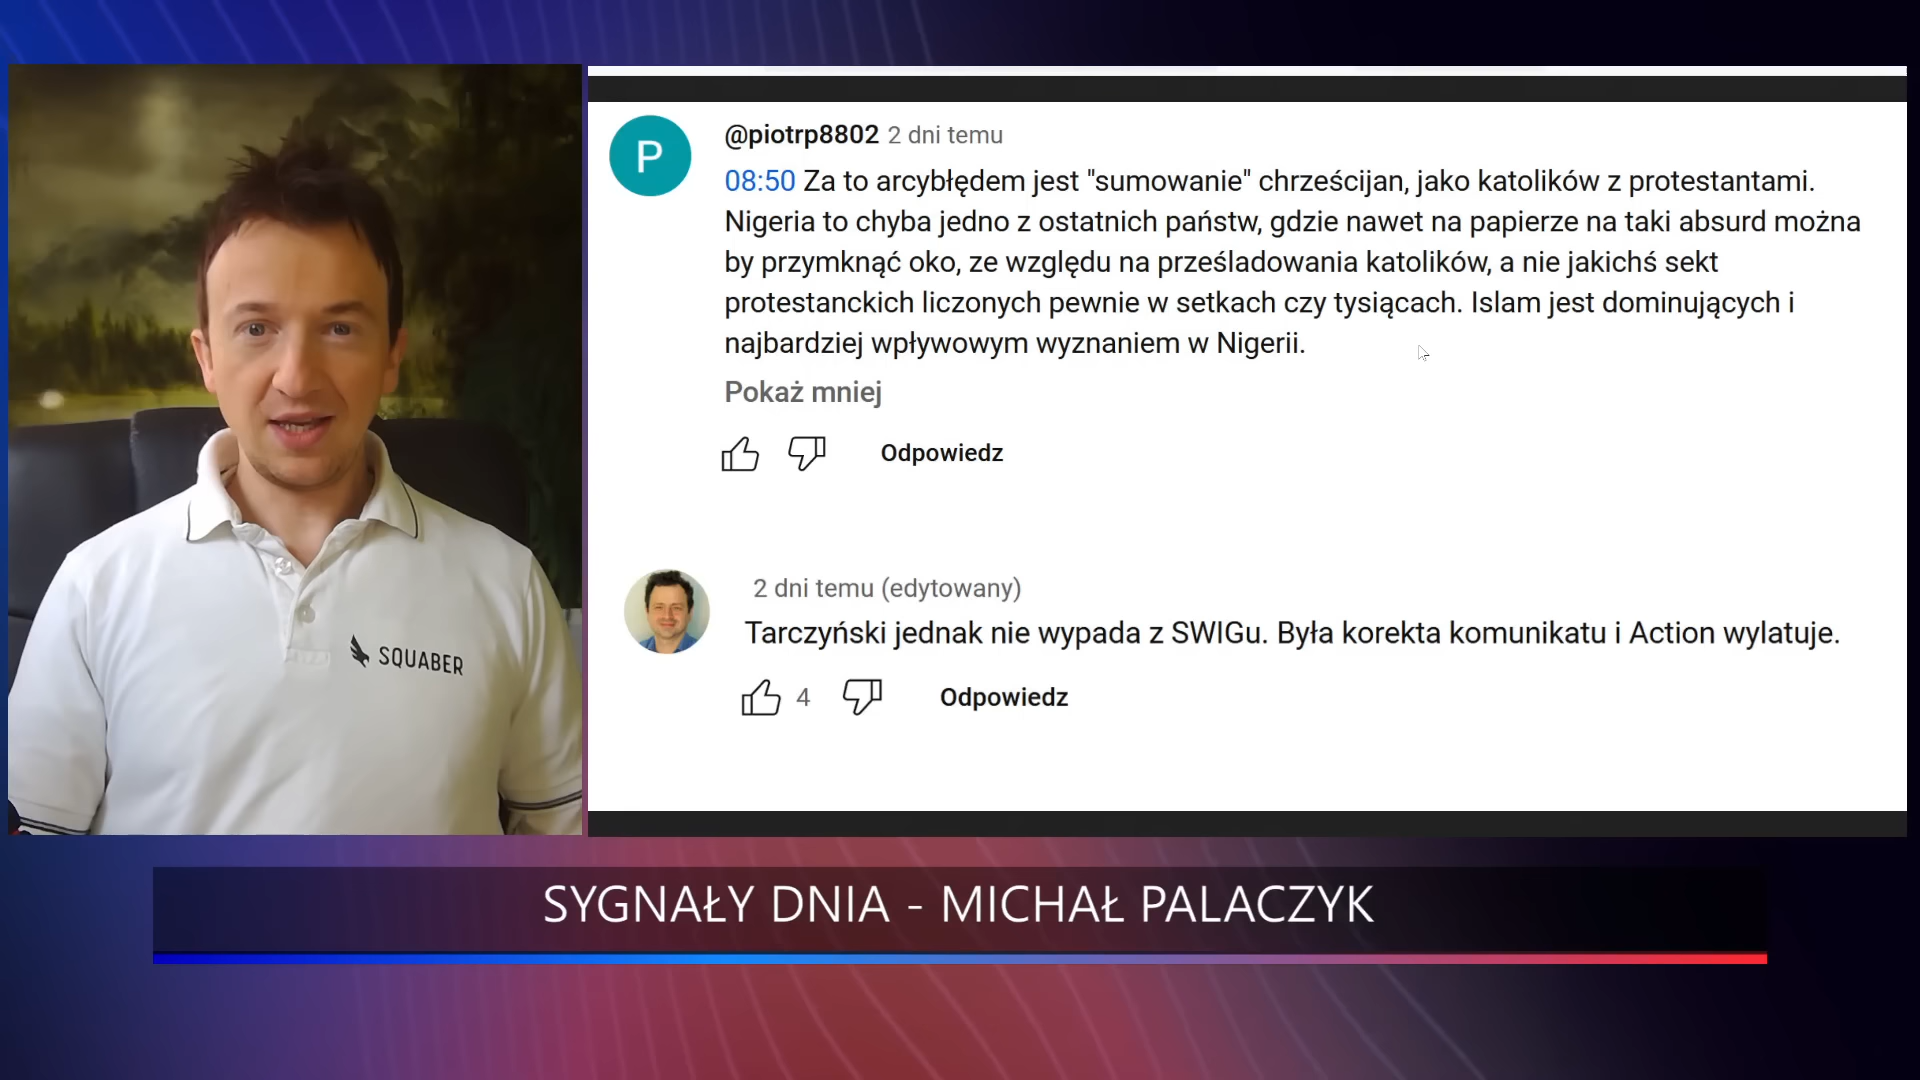 P
@piotrp8802 2 dni temu
08:50 Za to arcybłędem jest "sumowanie" chrześcijan, jako katolików z protestantami.
Nigeria to chyba jedno z ostatnich państw, gdzie nawet na papierze na taki absurd można
by przymknąć oko, ze względu na prześladowania katolików, a nie jakichś sekt
protestanckich liczonych pewnie w setkach czy tysiącach. Islam jest dominujących i
najbardziej wpływowym wyznaniem w Nigerii.
Pokaż mniej
Odpowiedz
2 dni temu (edytowany)
Tarczyński jednak nie wypada z SWIGu. Była korekta komunikatu i Action wylatuje.
4 Odpowiedz
SQUABER
SYGNAŁY DNIA - MICHAŁ PALACZYK